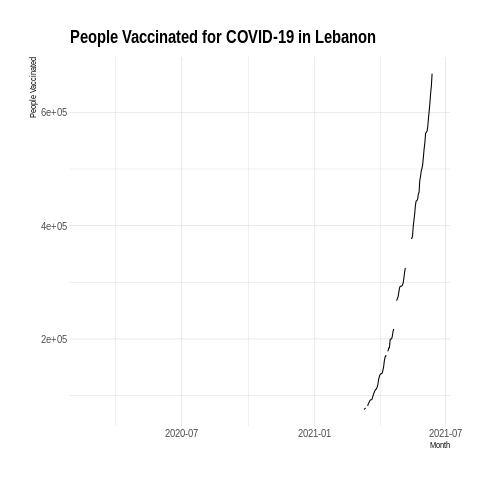 People Vaccinated for COVID-19 in Lebanon
People Vaccinated
6e+05
4e+05
2e+05
2020-07
2021-01
2021-07
Month